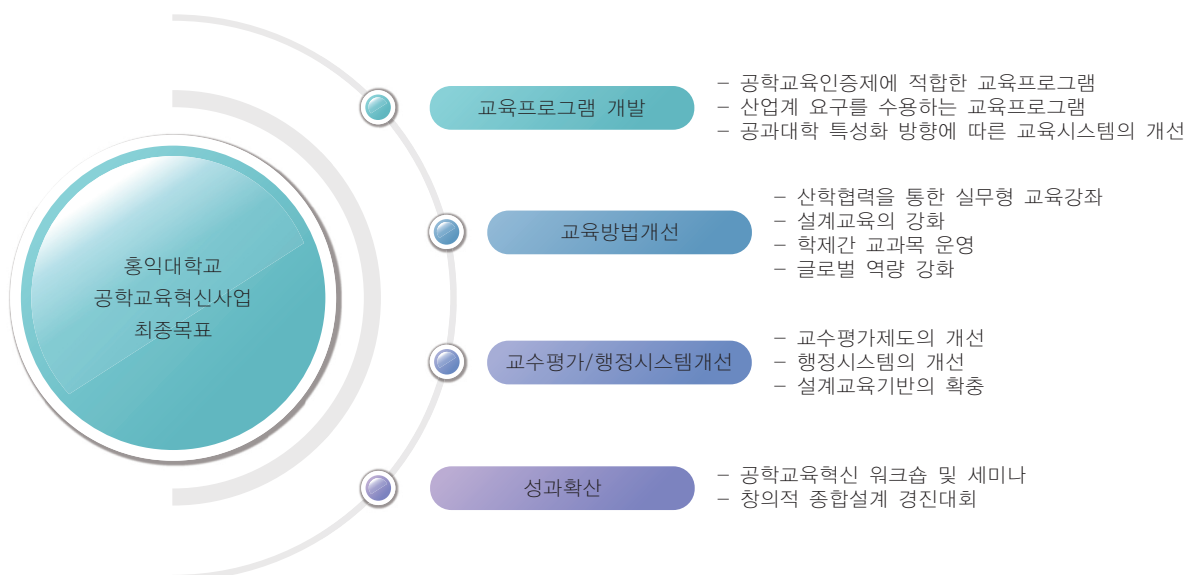 홍익대학교
공학교육혁신사업
최종목표
교육프로그램 개발
- 공학교육인증제에 적합한 교육프로그램
- 산업계 요구를 수용하는 교육프로그램
- 공과대학 특성화 방향에 따른 교육시스템의 개선
교육방법개선
- 산학협력을 통한 실무형 교육강좌
- 설계교육의 강화
- 학제간 교과목 운영
- 글로벌 역량 강화
교수평가/행정시스템개선
- 교수평가제도의 개선
- 행정시스템의 개선
- 설계교육기반의 확충
성과확산
- 공학교육혁신 워크숍 및 세미나
- 창의적 종합설계 경진대회